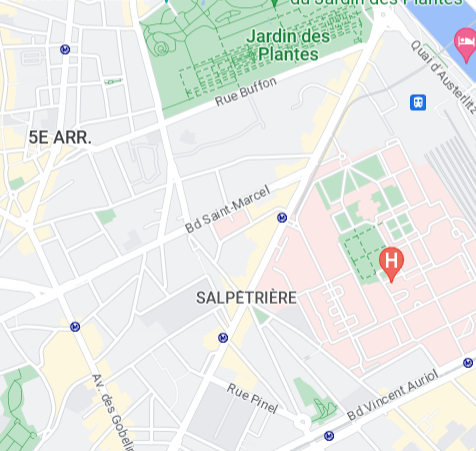 du Jardin des Plantes
Jardin des
Plantes
Quai d'Austerlitz
Rue Buffon
5E ARR.
Bd Saint-Marcel
H
SALPÊTRIÈRE
Av. des Gobelin
Rue Pinel
Bd Vincent Auriol